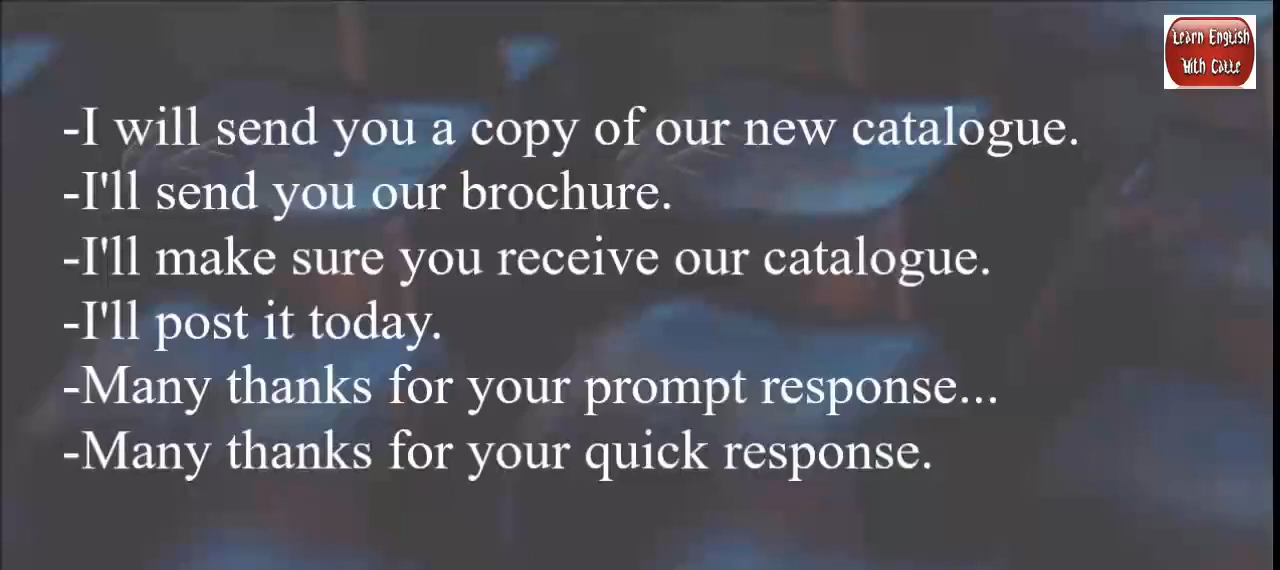 Learn English
With Catte
-I will send you a copy of our new catalogue.
-I'll send you our brochure.
-I'll make sure you receive our catalogue.
-I'll post it today.
-Many thanks for your prompt response...
-Many thanks for your quick response.